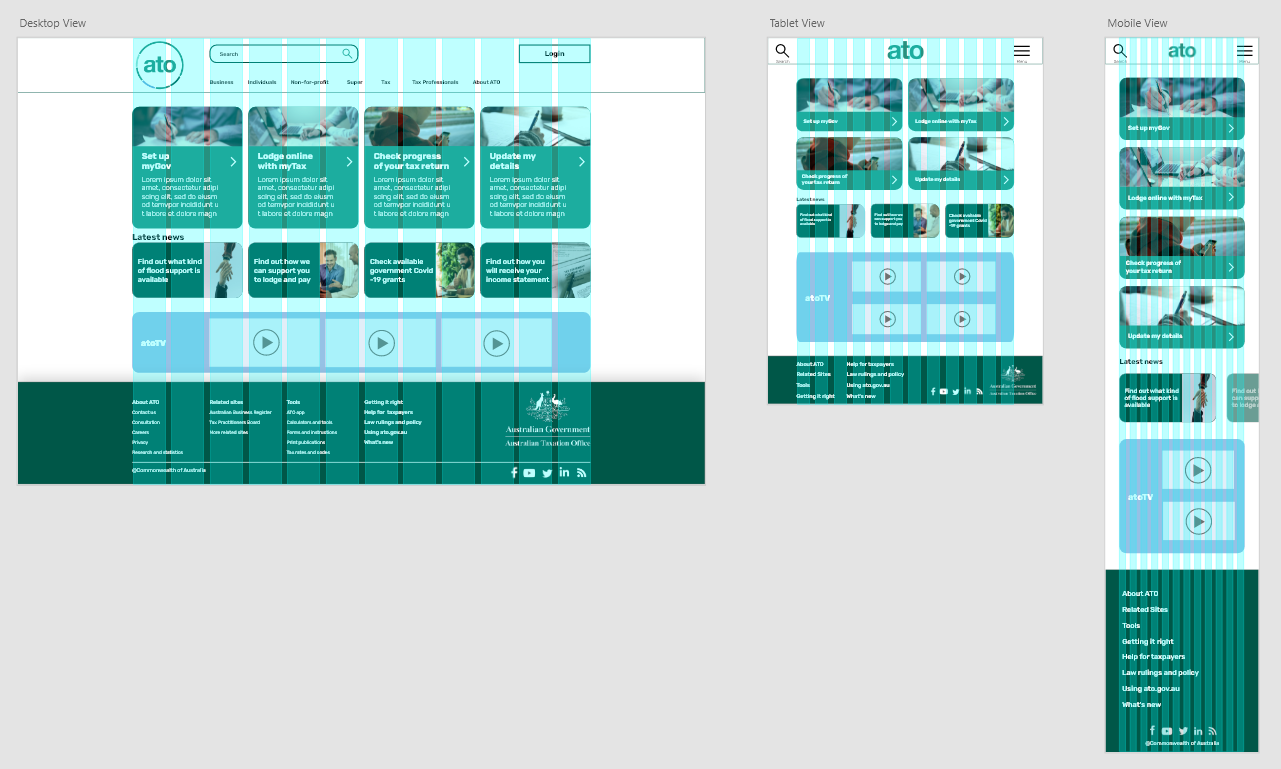 Desktop View
ato
Search
Login
Business Individuals Non-for-profit Super Tax Tax Professionals About ATO
Set up
myGov
Lorem ipsum dolor sit
amet, consectetur adipi
scing elit, sed do eiusm
od temvpor incididunt u
t labore et dolore magn
Lodge online
with myTax
Lorem ipsum dolor sit
amet, consectetur adipi
scing elit, sed do eiusm
od temvpor incididunt u
t labore et dolore magn
Check progress
of your tax return
Lorem ipsum dolor sit
amet, consectetur adipi
scing elit, sed do eiusm
od temvpor incididunt u
t labore et dolore magn
Update my
details
Lorem ipsum dolor sit
amet, consectetur adipi
scing elit, sed do eiusm
od temvpor incididunt u
t labore et dolore magn
Latest news
Find out what kind
of flood support is
available
Find out how we
can support you
to lodge and pay
Check available
government Covid
-19 grants
Find out how you
will receive your
income statement
atoTV
About ATO
Contact us
Consultation
Careers
Privacy
Research and statistics
Related sites
Australian Business Register
Tax Practitioners Board
More related sites
Tools
ATO app
Calculators and tools
Forms and instructions
Print publications
Tax rates and codes
Getting it right
Help for taxpayers
Law rulings and policy
Using ato.gov.au
What's new
Australian Government
Australian Taxation Office
@Commonwealth of Australia
Tablet View
Search
ato
Menu
Set up myGov
Lodge online with myTax
Check progress of
your tax return
Update my details
Latest news
Find out what kind
of flood support is
available
Find out how we
can support you
to lodge and pay
Check available
government Covid
-19 grants
atoTV
About ATO
Related Sites
Tools
Getting it right
Help for taxpayers
Law rulings and policy
Using ato.gov.au
What's new
Australian Government
Australian Taxation Office
Mobile View
Search
ato
Menu
Set up myGov
Lodge online with myTax
Check progress of
your tax return
Update my details
Latest news
Find out what kind
of flood support is
available
Find out
can supp
to lodge
atoTV
About ATO
Related Sites
Tools
Getting it right
Help for taxpayers
Law rulings and policy
Using ato.gov.au
What's new
@Commonwealth of Australia